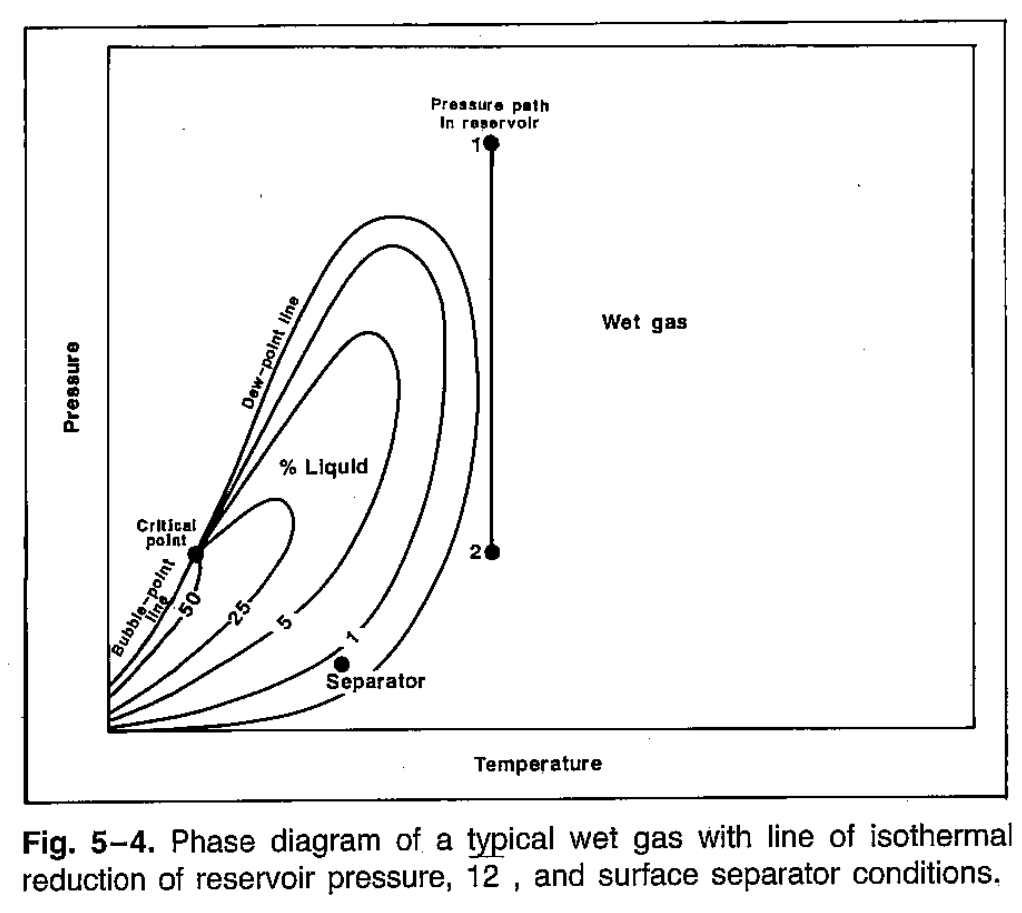 Pressure path
in reservoir
1
Dew-point line
Wet gas
Pressure
% Liquid
Critical
point
2
Bubble-point
line
50
25
5
1
Separator
Temperature
Fig. 5–4. Phase diagram of a typical wet gas with line of isothermal
reduction of reservoir pressure, 12 , and surface separator conditions.